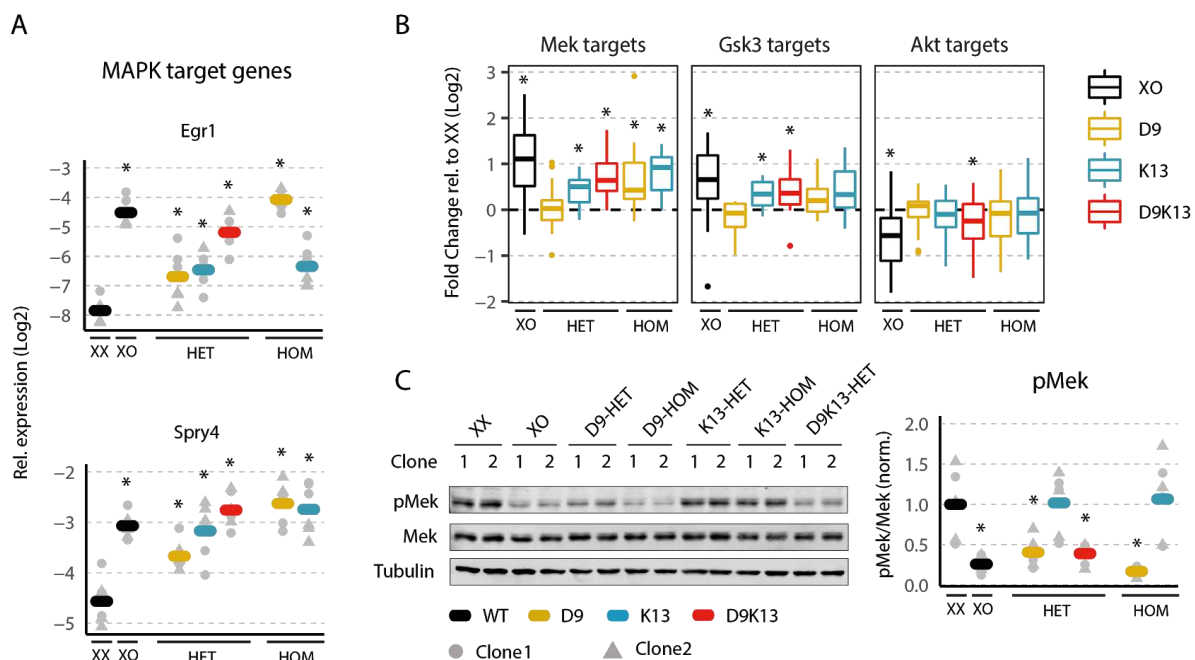 A
MAPK target genes
Egr1
−3
−4
−5
−6
−7
−8
XX XO HET HOM
Rel. expression (Log2)
Spry4
−2
−3
−4
−5
XX XO HET HOM
B
Mek targets Gsk3 targets Akt targets
Fold Change rel. to XX (Log2)
3
2
1
0
−1
−2
XO HET HOM XO HET HOM XO HET HOM
XO
D9
K13
D9K13
C
XX XO D9-HET D9-HOM K13-HET K13-HOM D9K13-HET
Clone 1 2 1 2 1 2 1 2 1 2 1 2 1 2
pMek
Mek
Tubulin
WT D9 K13 D9K13
Clone1 Clone2
pMek
pMek/Mek (norm.)
2.0
1.5
1.0
0.5
0.0
XX XO HET HOM